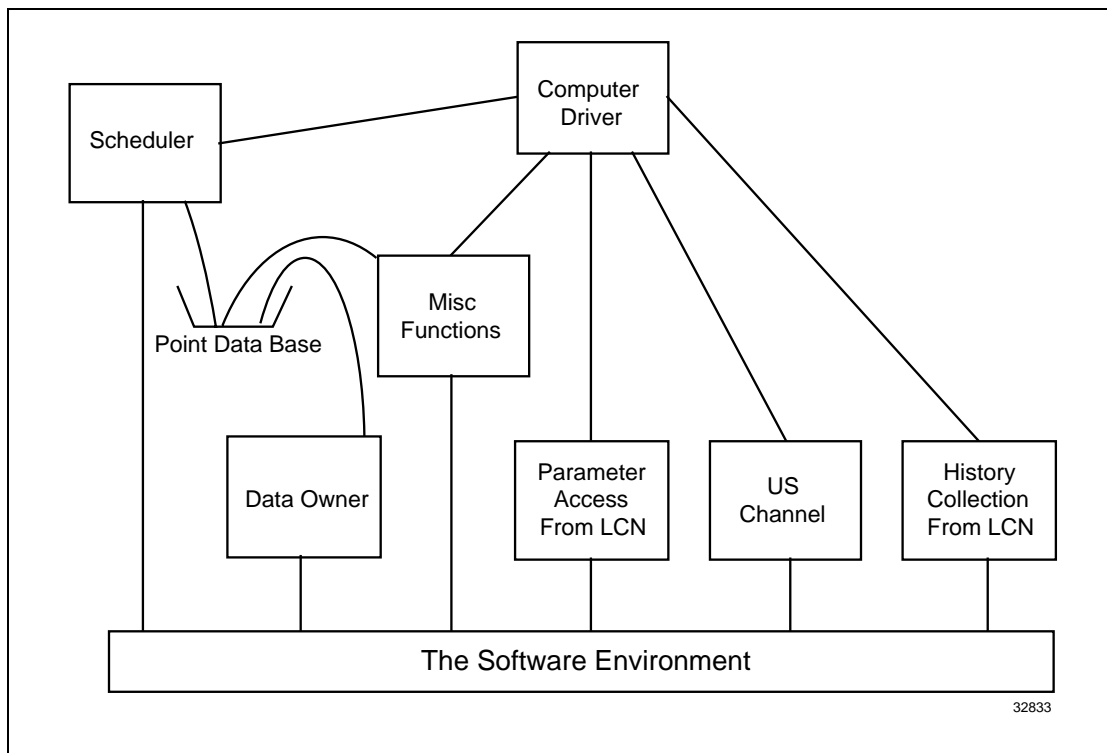 Scheduler
Computer
Driver
Misc
Functions
Point Data Base
Data Owner
Parameter
Access
From LCN
US
Channel
History
Collection
From LCN
The Software Environment
32833